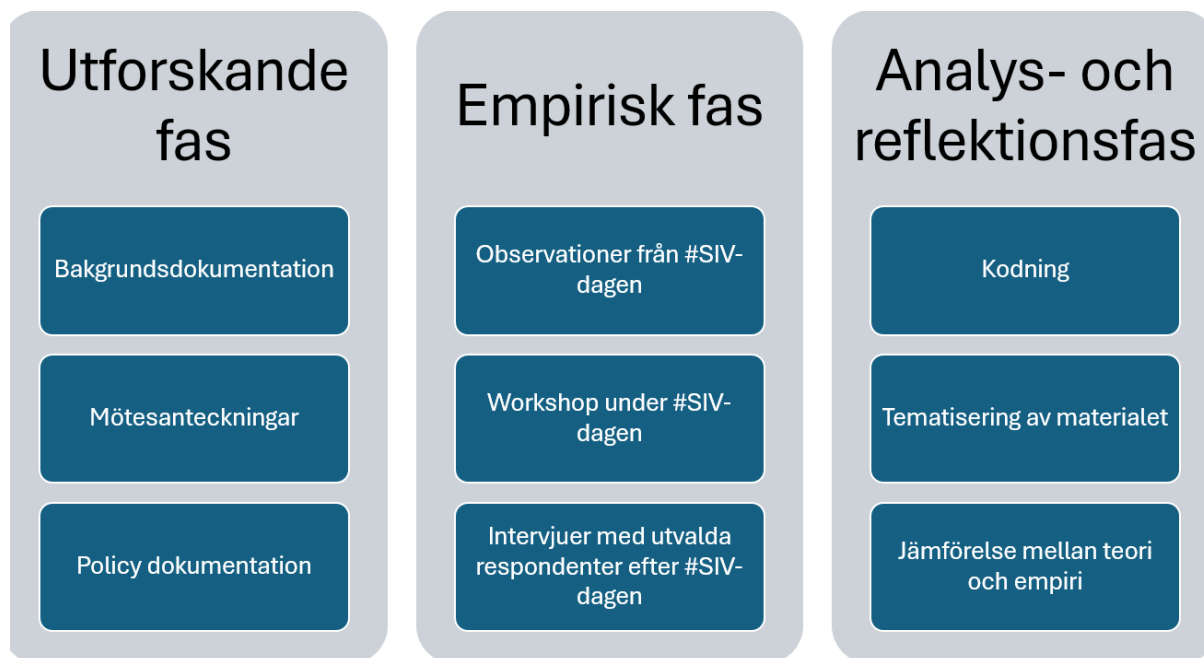 Utforskande
fas
Bakgrundsdokumentation
Mötesanteckningar
Policy dokumentation
Empirisk fas
Observationer från #SIV-
dagen
Workshop under #SIV-
dagen
Intervjuer med utvalda
respondenter efter #SIV-
dagen
Analys- och
reflektionsfas
Kodning
Tematisering av materialet
Jämförelse mellan teori
och empiri